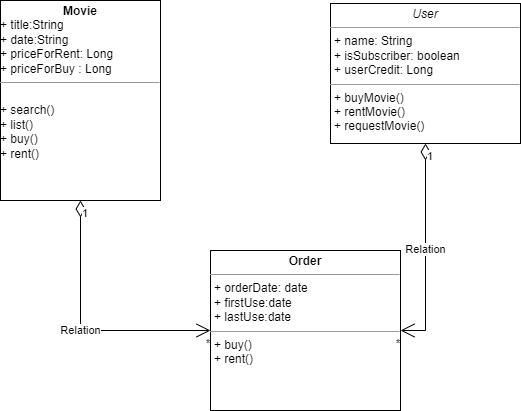 Movie
+ title:String
+ date:String
+ priceForRent: Long
+ priceForBuy : Long
+ search()
+ list()
+ buy()
+ rent()
1
Relation
User
+ name: String
+ isSubscriber: boolean
+ userCredit: Long
+ buyMovie()
+ rentMovie()
+ requestMovie()
1
Relation
Order
+ orderDate: date
+ firstUse:date
+ lastUse:date
*
*
+ buy()
+ rent()